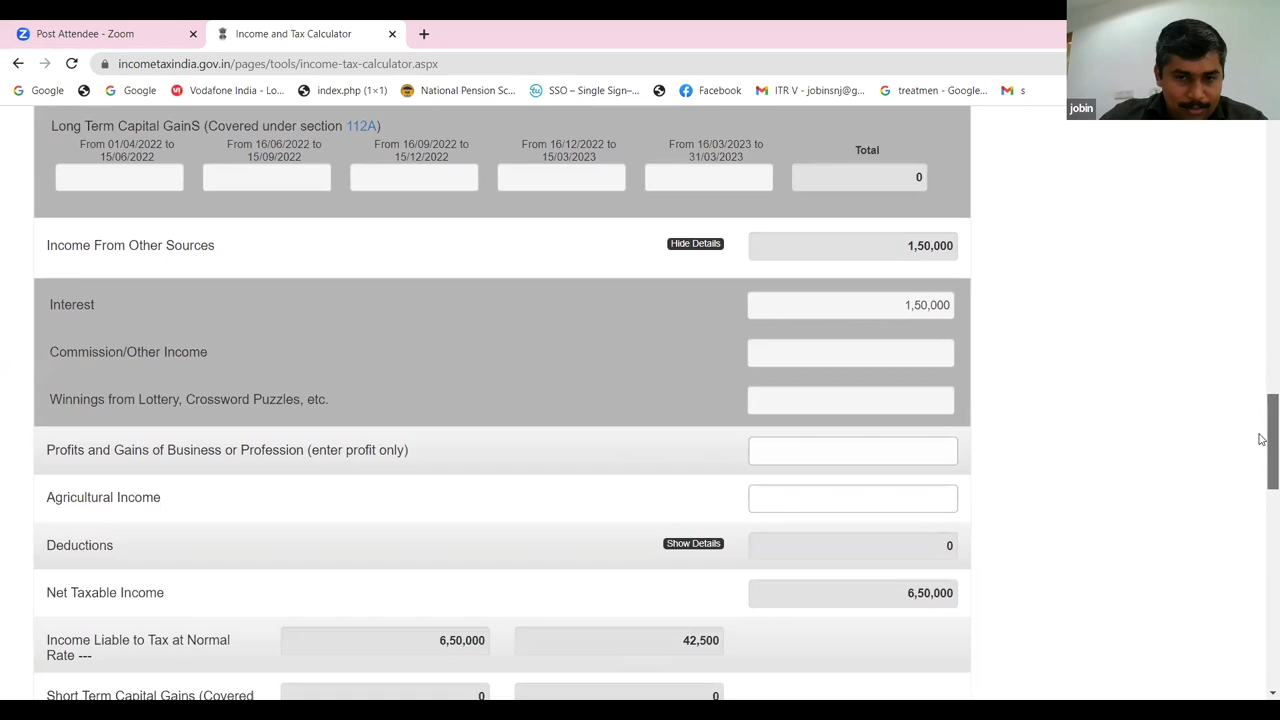 Post Attendee - Zoom
Income and Tax Calculator
incometaxindia.gov.in/pages/tools/income-tax-calculator.aspx
Google
Google
Vodafone India - Lo...
index.php (1×1)
National Pension Sc...
SSO – Single Sign-...
Facebook
ITR V - jobinsnj@g...
treatmen - Google...
s
jobin
Long Term Capital GainS (Covered under section 112A)
From 01/04/2022 to 15/06/2022
From 16/06/2022 to 15/09/2022
From 16/09/2022 to 15/12/2022
From 16/12/2022 to 15/03/2023
From 16/03/2023 to 31/03/2023
Total
0
Income From Other Sources Hide Details 1,50,000
Interest 1,50,000
Commission/Other Income
Winnings from Lottery, Crossword Puzzles, etc.
Profits and Gains of Business or Profession (enter profit only)
Agricultural Income
Deductions Show Details 0
Net Taxable Income 6,50,000
Income Liable to Tax at Normal Rate --- 6,50,000 42,500
Short Term Capital Gains (Covered 0 0